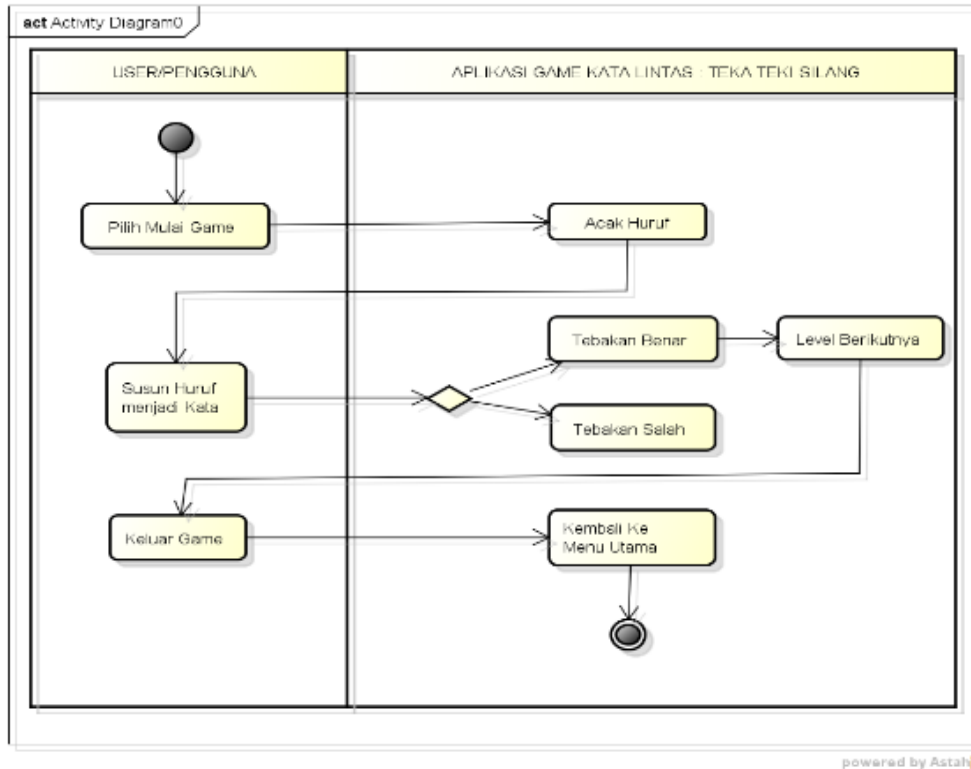 act Activity Diagram0
USER/PENGGUNA
APLIKASI GAME KATA LINTAS : TEKA TEKI SILANG
Pilih Mulai Game
Acak Huruf
Tebakan Benar
Level Berikutnya
Susun Huruf
menjadi Kata
Tebakan Salah
Keluar Game
Kembali Ke
Menu Utama
powered by Astah